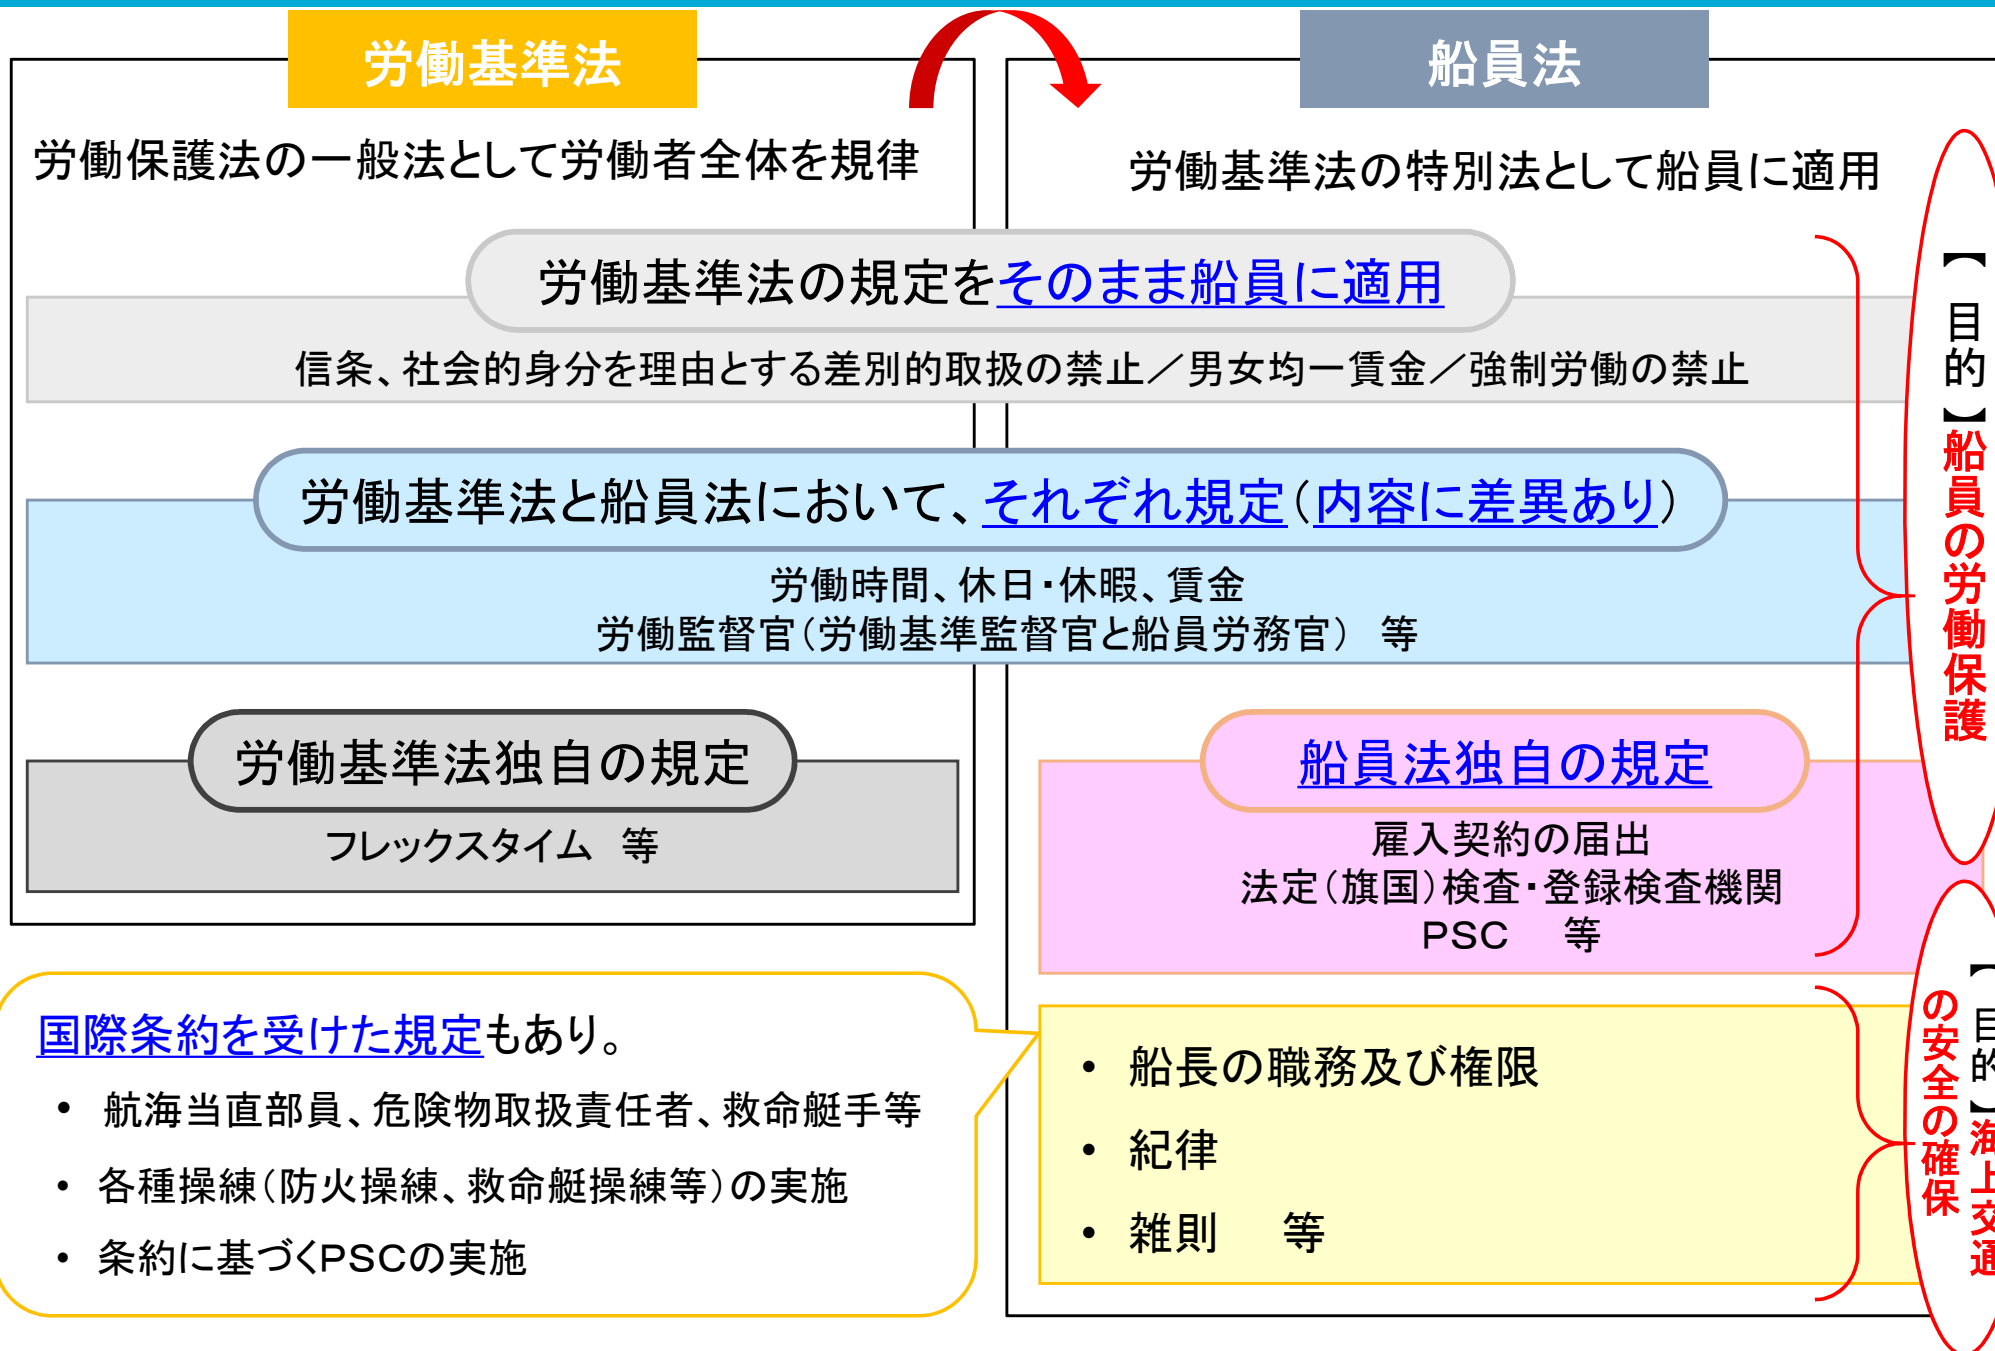 労働基準法
船員法
労働保護法の一般法として労働者全体を規律
労働基準法の特別法として船員に適用
労働基準法の規定をそのまま船員に適用
信条、社会的身分を理由とする差別的取扱の禁止／男女均一賃金／強制労働の禁止
労働基準法と船員法において、それぞれ規定（内容に差異あり）
労働時間、休日・休暇、賃金
労働監督官（労働基準監督官と船員労務官） 等
労働基準法独自の規定
フレックスタイム 等
船員法独自の規定
雇入契約の届出
法定（旗国）検査・登録検査機関
PSC 等
【目的】船員の労働保護
国際条約を受けた規定もあり。
• 航海当直部員、危険物取扱責任者、救命艇手等
• 各種操練（防火操練、救命艇操練等）の実施
• 条約に基づくPSCの実施
• 船長の職務及び権限
• 紀律
• 雑則 等
【目的】海上交通
の安全の確保